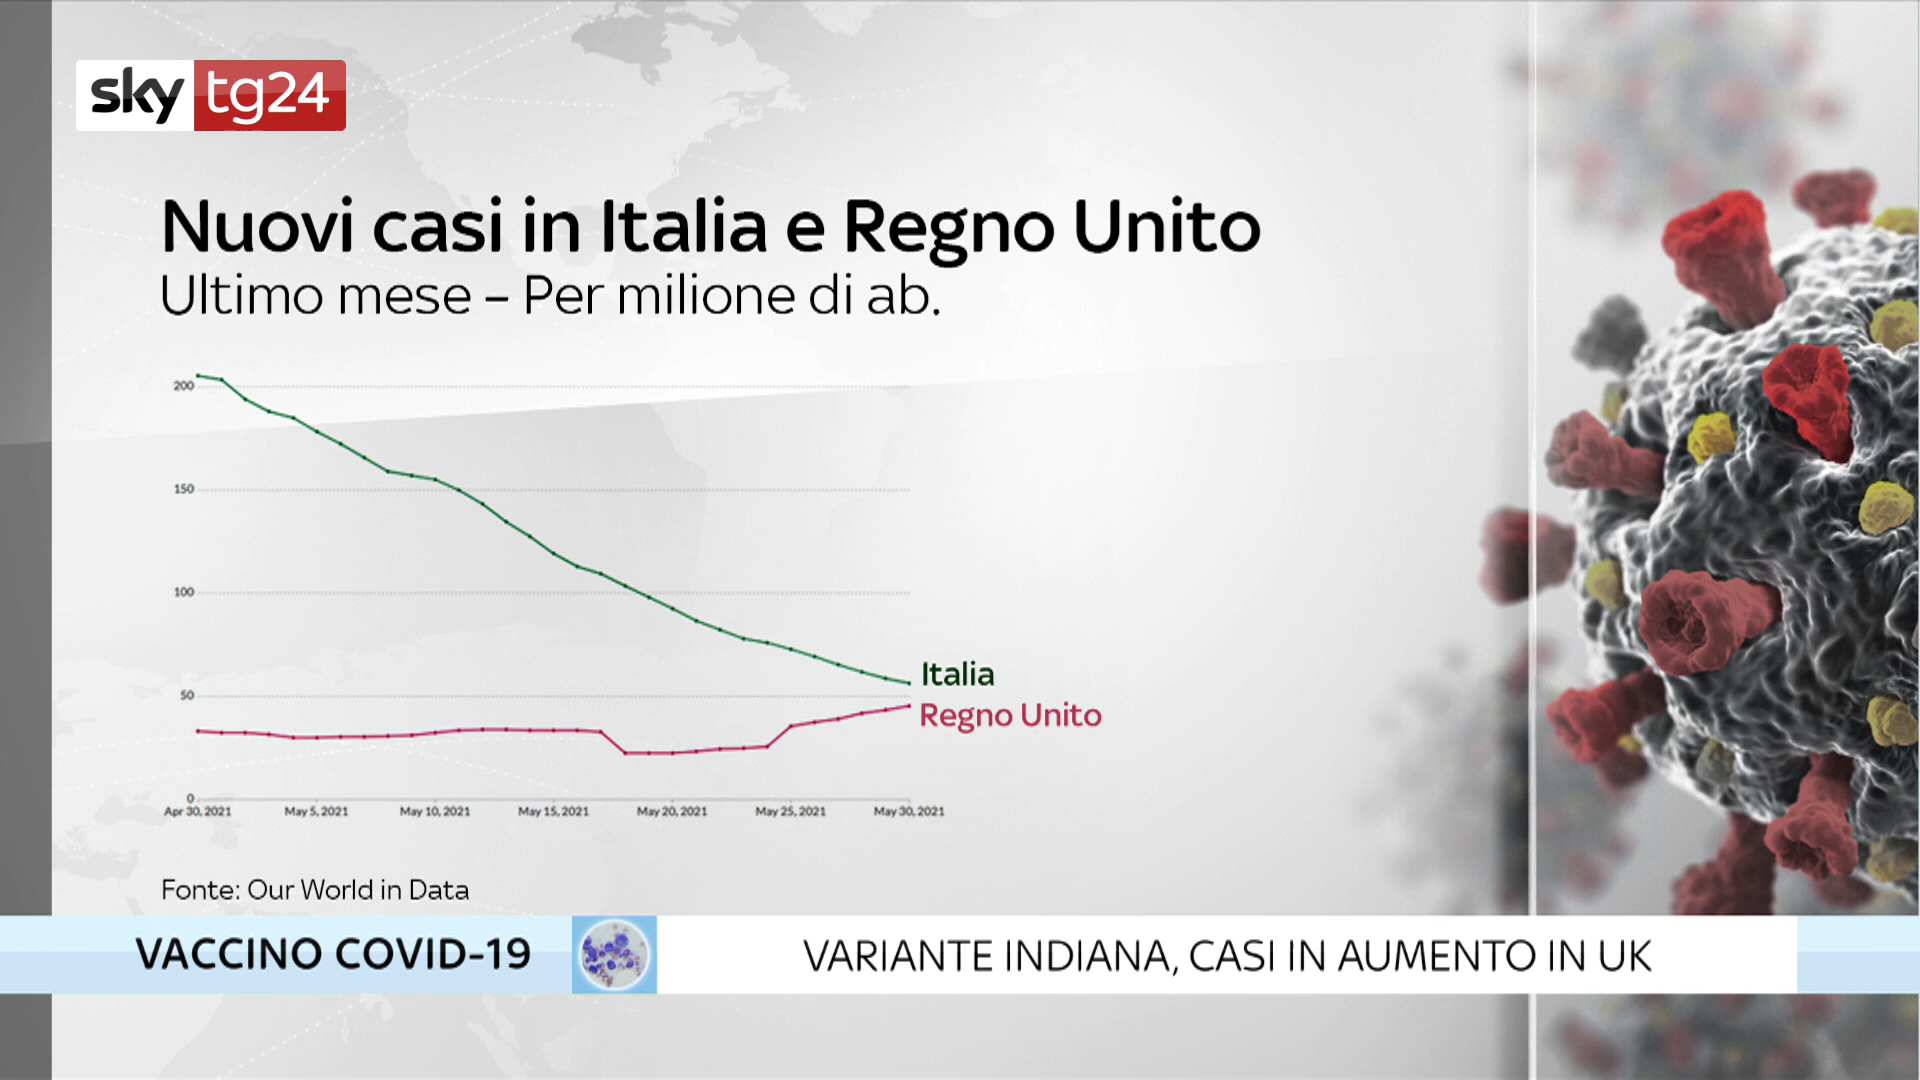 sky tg24
Nuovi casi in Italia e Regno Unito
Ultimo mese – Per milione di ab.
200
150
100
50
0
Italia
Regno Unito
Apr 30, 2021 May 5, 2021 May 10, 2021 May 15, 2021 May 20, 2021 May 25, 2021 May 30, 2021
Fonte: Our World in Data
VACCINO COVID-19
VARIANTE INDIANA, CASI IN AUMENTO IN UK